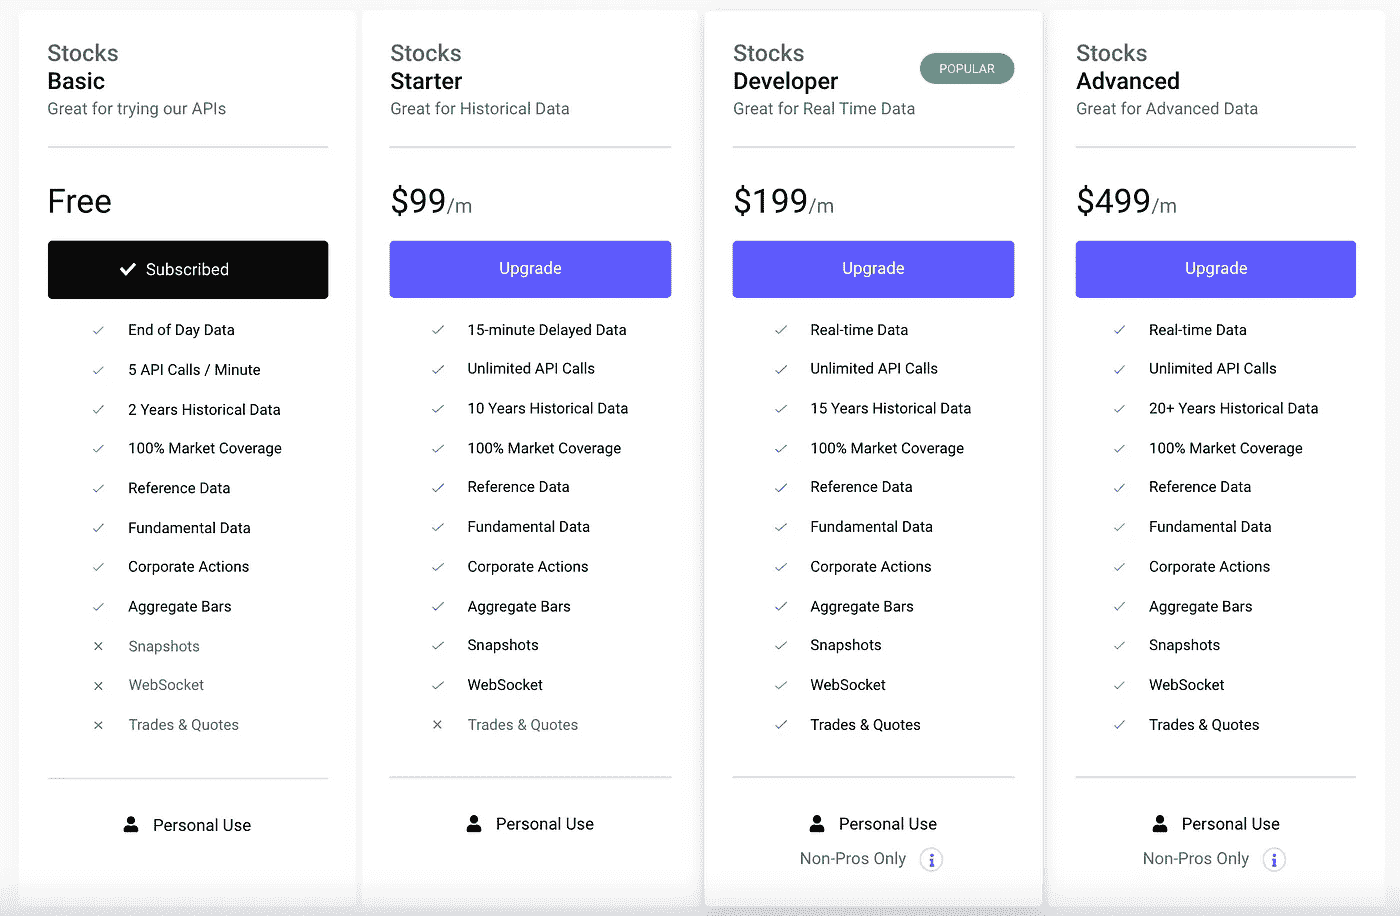 Stocks
Basic
Great for trying our APIs
Free
Subscribed
End of Day Data
5 API Calls / Minute
2 Years Historical Data
100% Market Coverage
Reference Data
Fundamental Data
Corporate Actions
Aggregate Bars
Snapshots
WebSocket
Trades & Quotes
Personal Use
Stocks
Starter
Great for Historical Data
$99/m
Upgrade
15-minute Delayed Data
Unlimited API Calls
10 Years Historical Data
100% Market Coverage
Reference Data
Fundamental Data
Corporate Actions
Aggregate Bars
Snapshots
WebSocket
Trades & Quotes
Personal Use
Stocks
Developer
POPULAR
Great for Real Time Data
$199/m
Upgrade
Real-time Data
Unlimited API Calls
15 Years Historical Data
100% Market Coverage
Reference Data
Fundamental Data
Corporate Actions
Aggregate Bars
Snapshots
WebSocket
Trades & Quotes
Personal Use
Non-Pros Only
Stocks
Advanced
Great for Advanced Data
$499/m
Upgrade
Real-time Data
Unlimited API Calls
20+ Years Historical Data
100% Market Coverage
Reference Data
Fundamental Data
Corporate Actions
Aggregate Bars
Snapshots
WebSocket
Trades & Quotes
Personal Use
Non-Pros Only